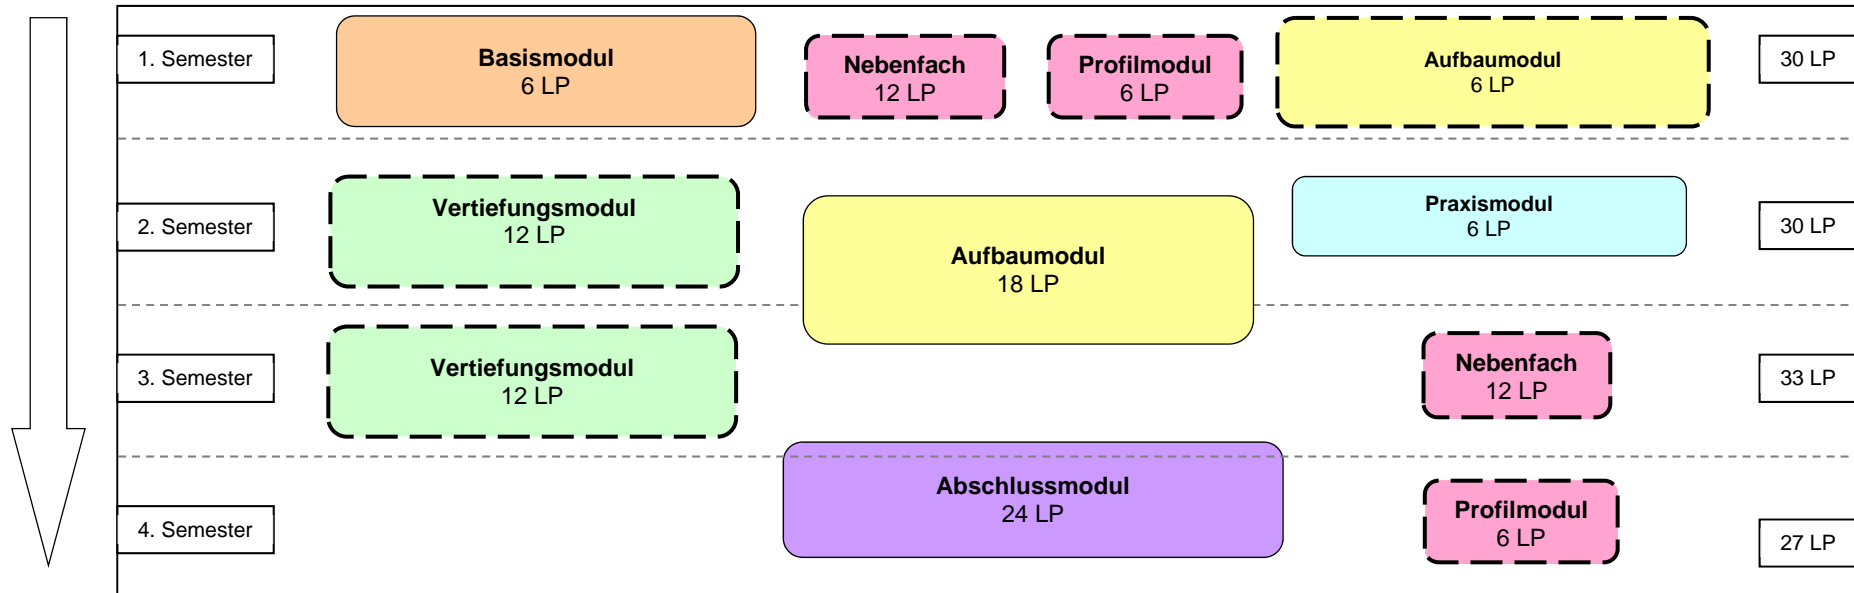 1. Semester
Basismodul
6 LP
Nebenfach
12 LP
Profilmodul
6 LP
Aufbaumodul
6 LP
30 LP
2. Semester
Vertiefungsmodul
12 LP
Aufbaumodul
18 LP
Praxismodul
6 LP
30 LP
3. Semester
Vertiefungsmodul
12 LP
Nebenfach
12 LP
33 LP
4. Semester
Abschlussmodul
24 LP
Profilmodul
6 LP
27 LP